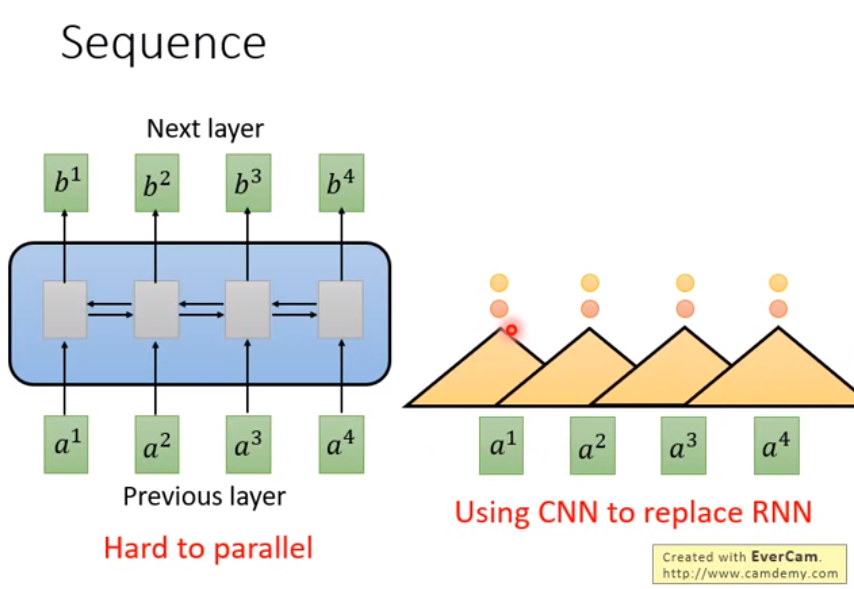 Sequence
Next layer
b¹ b² b³ b⁴
a¹ a² a³ a⁴
Previous layer
Hard to parallel
a¹ a² a³ a⁴
Using CNN to replace RNN
Created with EverCam.
http://www.camdemy.com